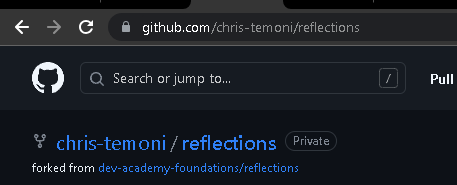 github.com/chris-temoni/reflections
Search or jump to... /
Pull
chris-temoni / reflections Private
forked from dev-academy-foundations/reflections